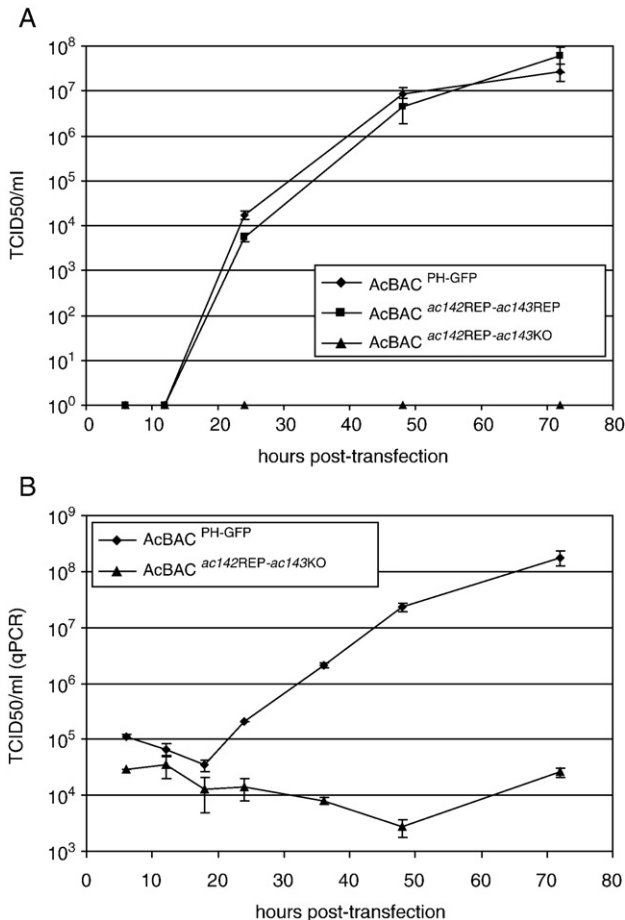 A
10⁸
10⁷
10⁶
10⁵
10⁴
10³
10²
10¹
10⁰
TCID50/ml
AcBAC PH-GFP
AcBAC ac142REP-ac143REP
AcBAC ac142REP-ac143KO
0 10 20 30 40 50 60 70 80
hours post-transfection
B
10⁹
10⁸
10⁷
10⁶
10⁵
10⁴
10³
TCID50/ml (qPCR)
AcBAC PH-GFP
AcBAC ac142REP-ac143KO
0 10 20 30 40 50 60 70 80
hours post-transfection